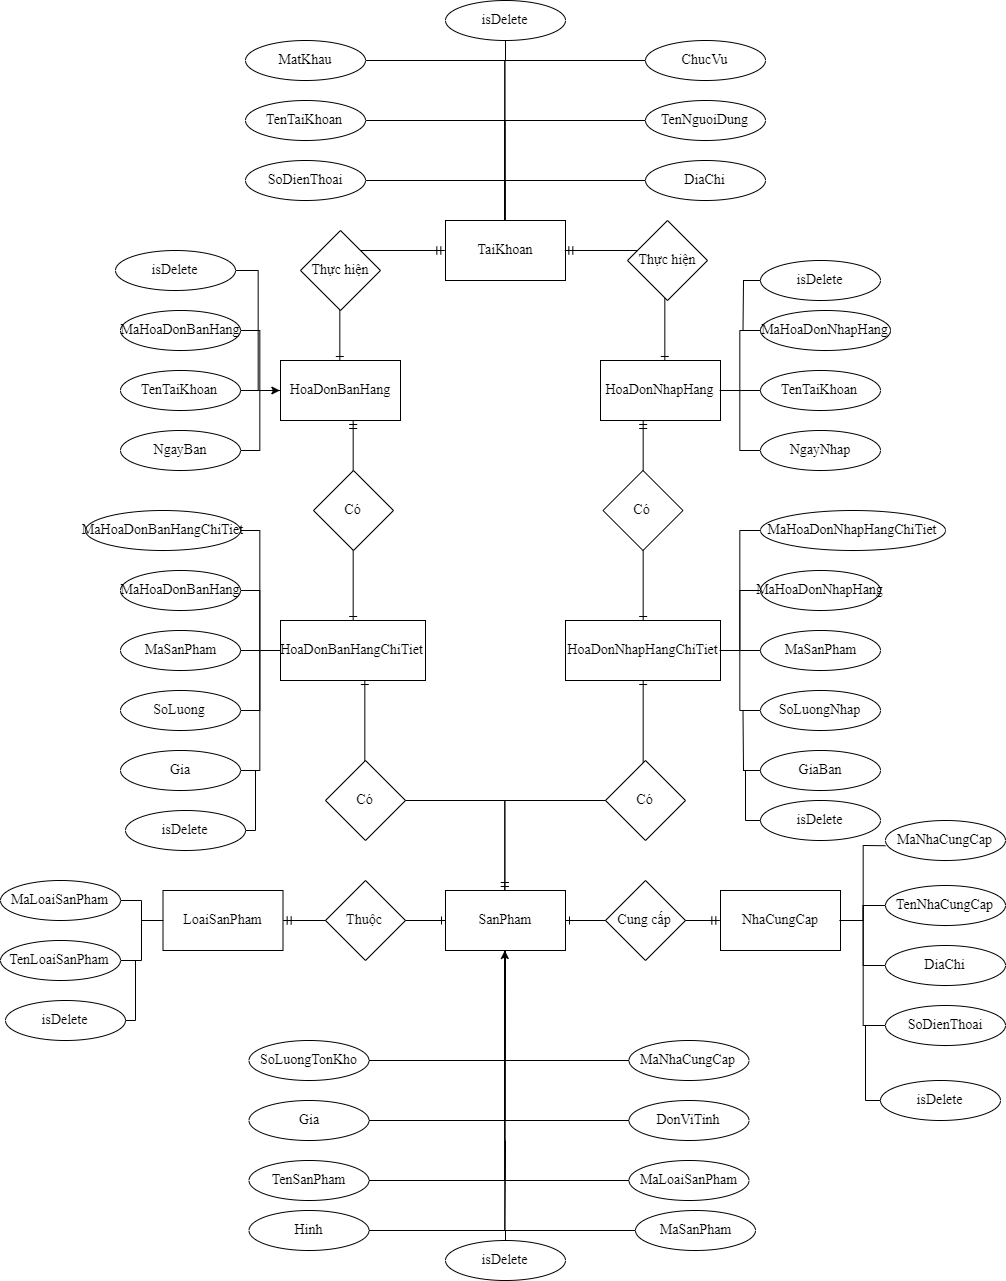 isDelete
MatKhau
ChucVu
TenTaiKhoan
TenNguoiDung
SoDienThoai
DiaChi
TaiKhoan
Thực hiện
Thực hiện
isDelete
isDelete
MaHoaDonBanHang
MaHoaDonNhapHang
TenTaiKhoan
HoaDonBanHang
HoaDonNhapHang
TenTaiKhoan
NgayBan
NgayNhap
Có
Có
MaHoaDonBanHangChiTiet
MaHoaDonNhapHangChiTiet
MaHoaDonBanHang
MaHoaDonNhapHang
MaSanPham
HoaDonBanHangChiTiet
HoaDonNhapHangChiTiet
MaSanPham
SoLuong
SoLuongNhap
Gia
GiaBan
Có
Có
isDelete
isDelete
MaNhaCungCap
MaLoaiSanPham
TenNhaCungCap
LoaiSanPham
Thuộc
SanPham
Cung cấp
NhaCungCap
TenLoaiSanPham
DiaChi
isDelete
SoDienThoai
SoLuongTonKho
MaNhaCungCap
isDelete
Gia
DonViTinh
TenSanPham
MaLoaiSanPham
Hinh
MaSanPham
isDelete